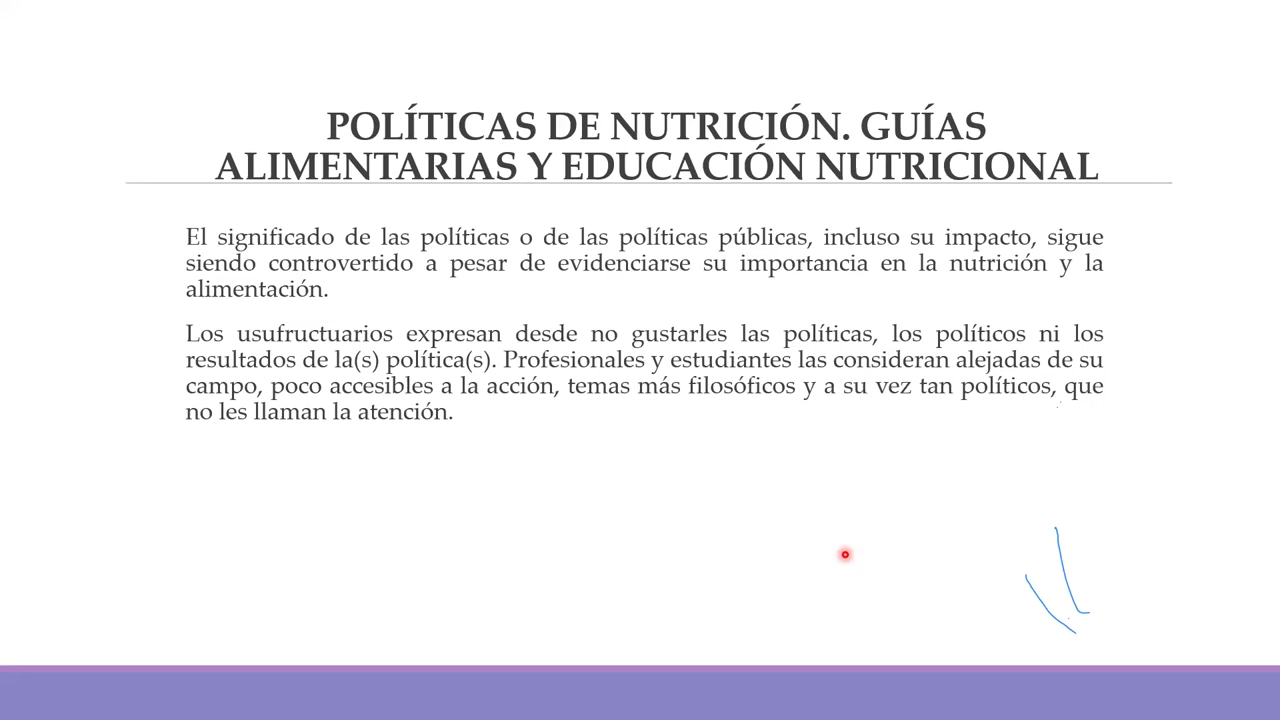 POLÍTICAS DE NUTRICIÓN. GUÍAS
ALIMENTARIAS Y EDUCACIÓN NUTRICIONAL
El significado de las políticas o de las políticas públicas, incluso su impacto, sigue
siendo controvertido a pesar de evidenciarse su importancia en la nutrición y la
alimentación.
Los usufructuarios expresan desde no gustarles las políticas, los políticos ni los
resultados de la(s) política(s). Profesionales y estudiantes las consideran alejadas de su
campo, poco accesibles a la acción, temas más filosóficos y a su vez tan políticos, que
no les llaman la atención.